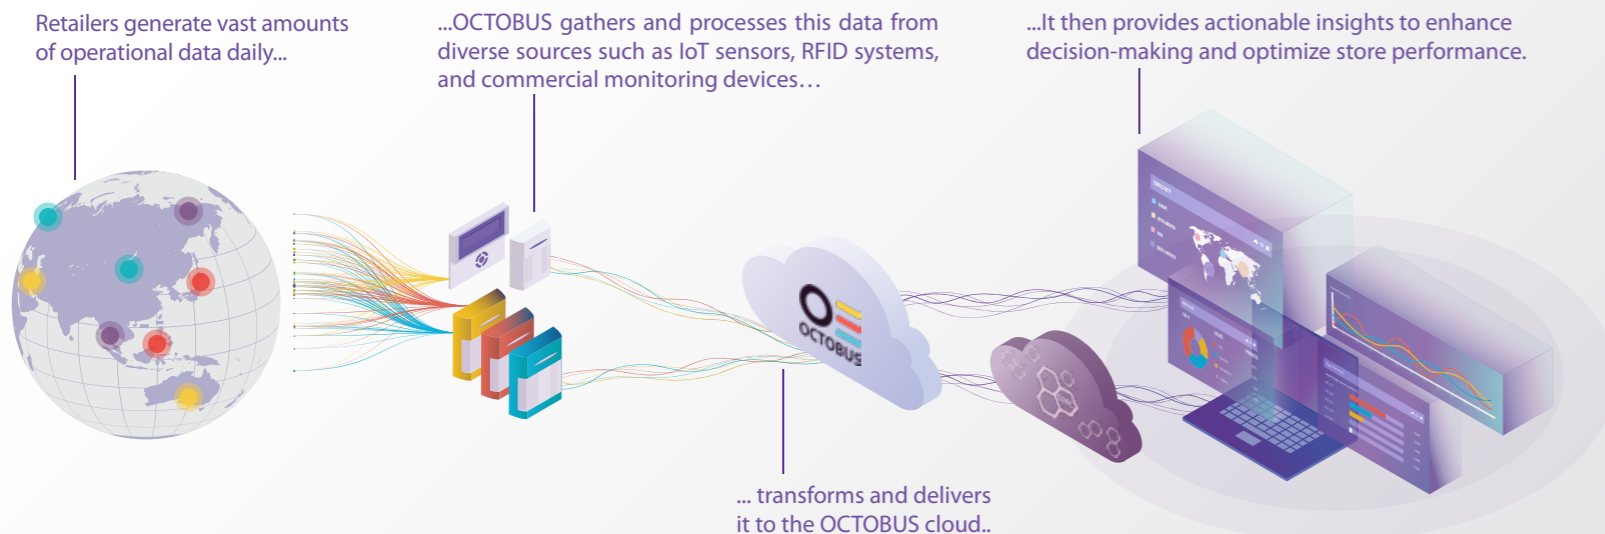 Retailers generate vast amounts
of operational data daily...
...OCTOBUS gathers and processes this data from
diverse sources such as IoT sensors, RFID systems,
and commercial monitoring devices…
...It then provides actionable insights to enhance
decision-making and optimize store performance.
OCTOBUS
... transforms and delivers
it to the OCTOBUS cloud..